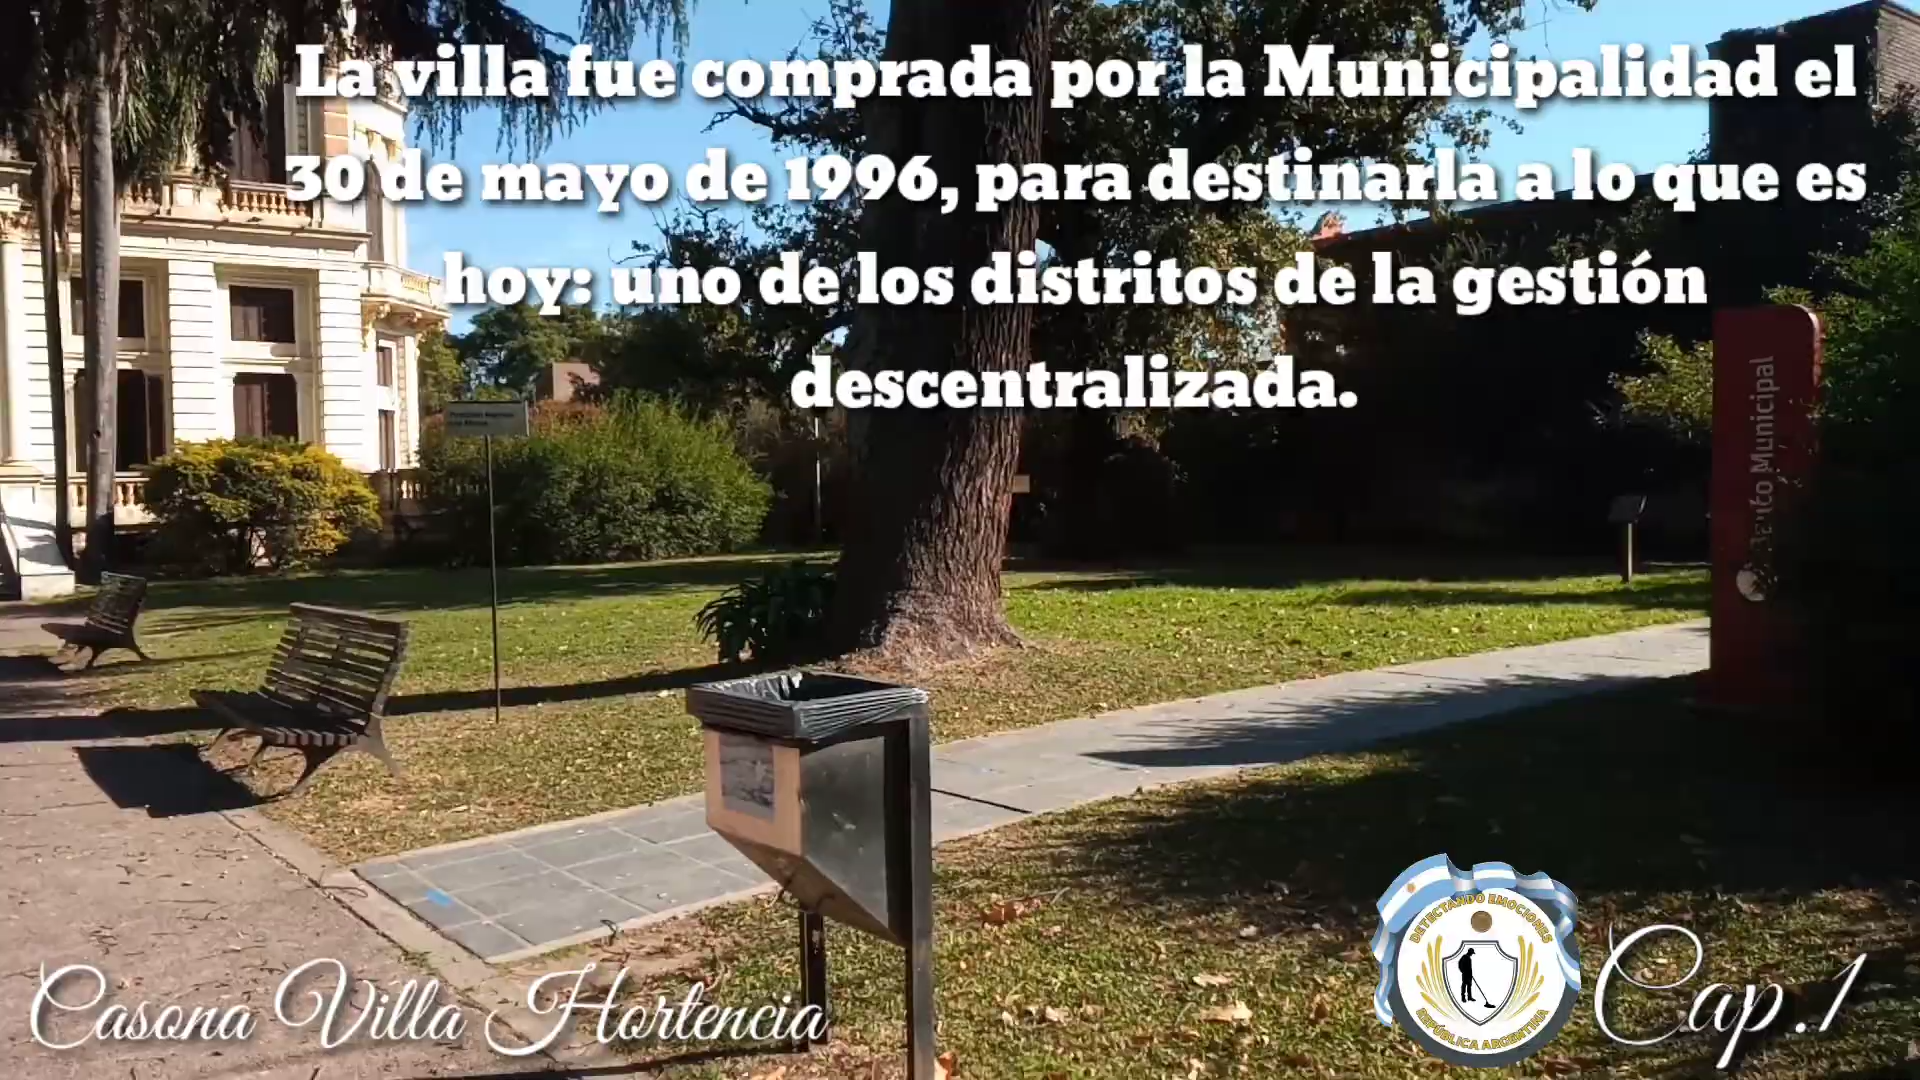 La villa fue comprada por la Municipalidad el
30 de mayo de 1996, para destinarla a lo que es
hoy: uno de los distritos de la gestión
descentralizada.
Municipal
DETECTANDO EMOCIONES
REPÚBLICA ARGENTINA
Casona Villa Hortencia
Cap.1